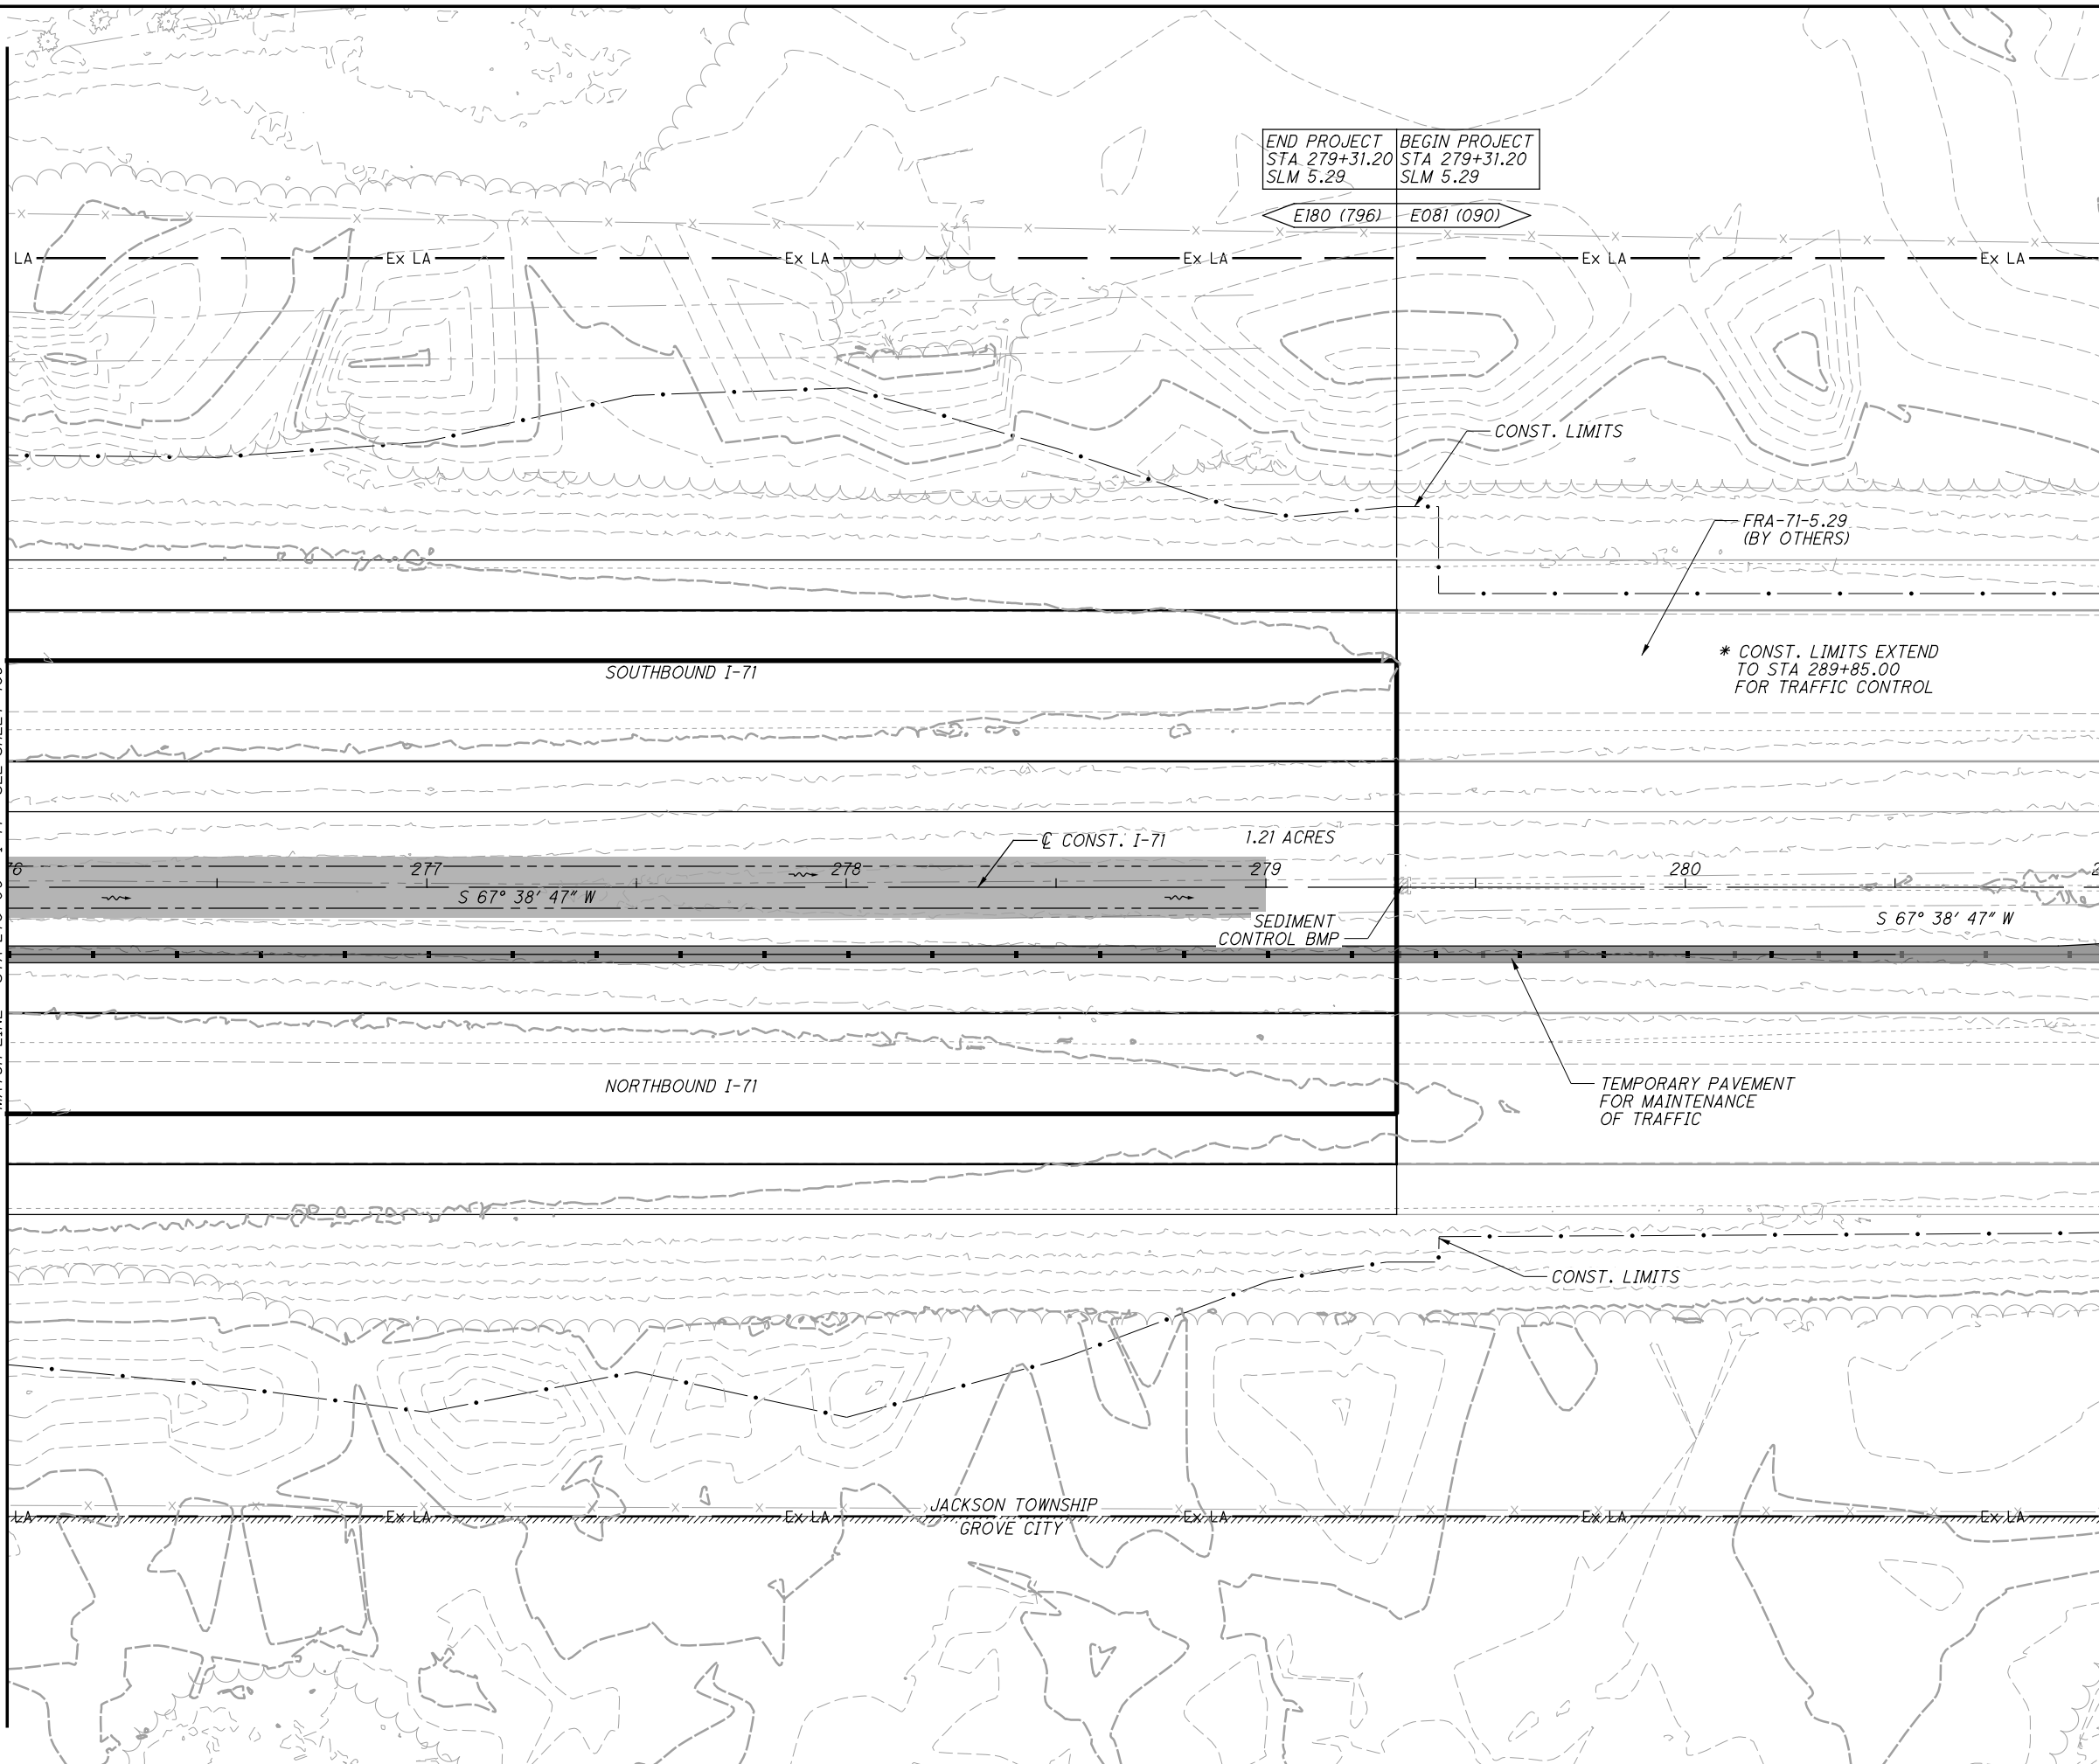 END PROJECT
STA 279+31.20
SLM 5.29
BEGIN PROJECT
STA 279+31.20
SLM 5.29
E180 (796)
E081 (090)
LA
Ex LA
Ex LA
Ex LA
Ex LA
Ex LA
CONST. LIMITS
FRA-71-5.29
(BY OTHERS)
* CONST. LIMITS EXTEND
TO STA 289+85.00
FOR TRAFFIC CONTROL
SOUTHBOUND I-71
℄ CONST. I-71
1.21 ACRES
277
278
279
280
S 67° 38' 47" W
S 67° 38' 47" W
SEDIMENT
CONTROL BMP
NORTHBOUND I-71
TEMPORARY PAVEMENT
FOR MAINTENANCE
OF TRAFFIC
CONST. LIMITS
JACKSON TOWNSHIP
LA
Ex LA
Ex LA
Ex LA
Ex LA
Ex LA
GROVE CITY